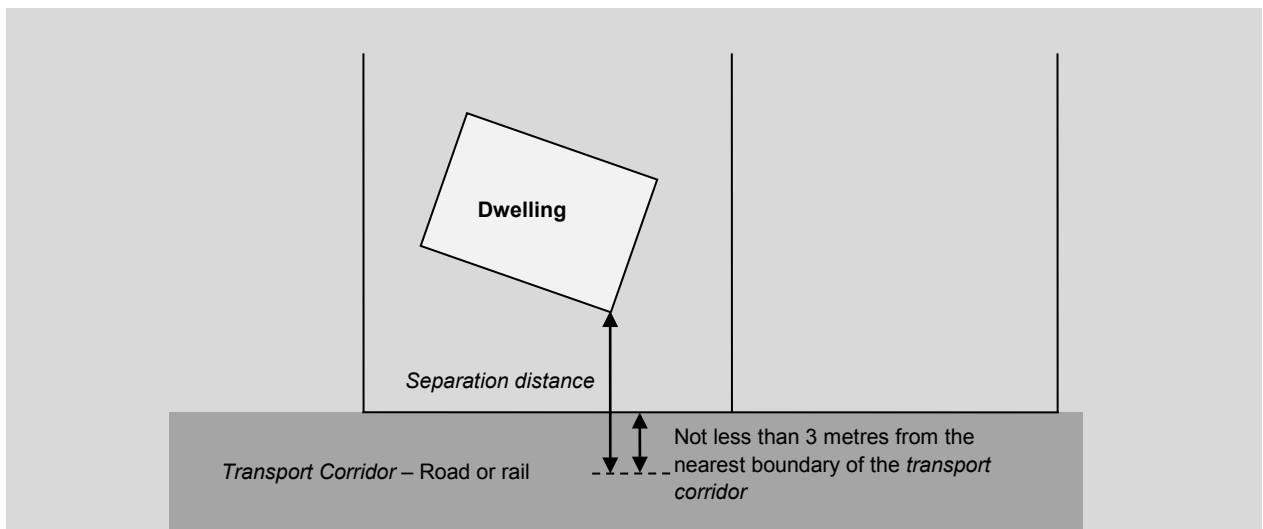 Dwelling
Separation distance
Transport Corridor – Road or rail
Not less than 3 metres from the
nearest boundary of the transport
corridor